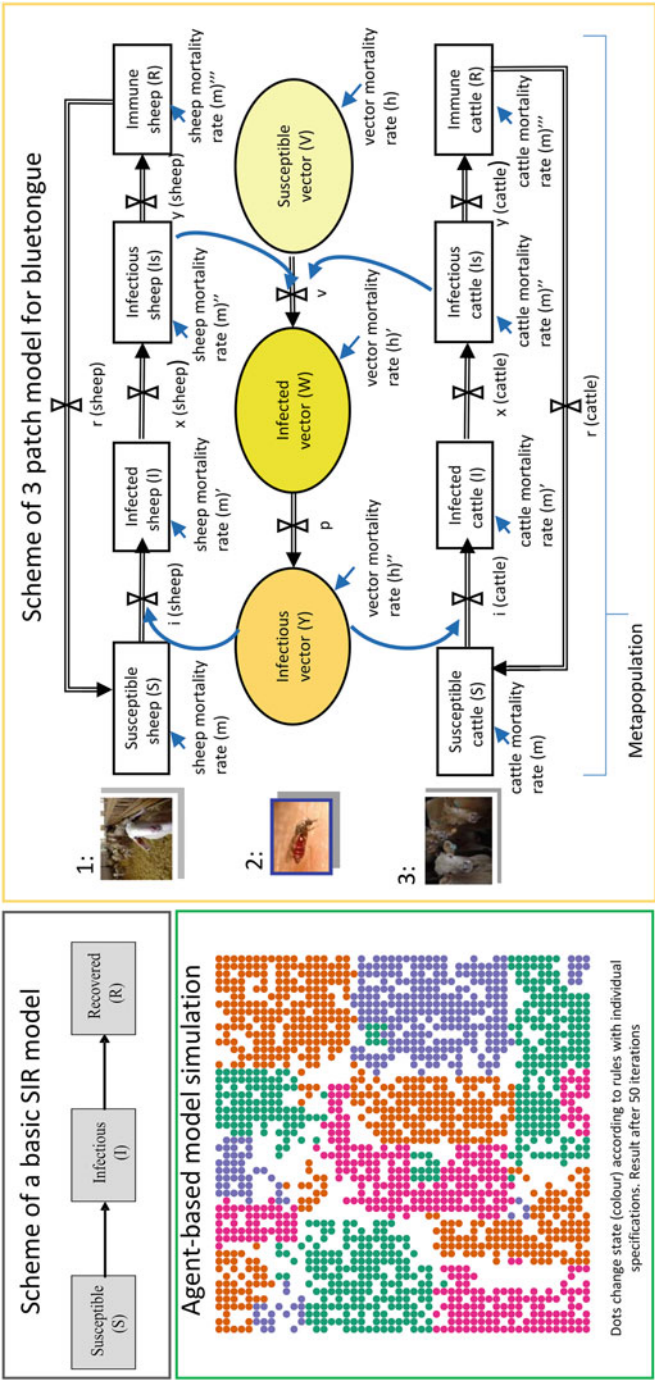 Scheme of a basic SIR model
Susceptible
(S)
Infectious
(I)
Recovered
(R)
Agent-based model simulation
Dots change state (colour) according to rules with individual
specifications. Result after 50 iterations
Scheme of 3 patch model for bluetongue
1:
r (sheep)
Susceptible
sheep (S)
i (sheep)
Infected
sheep (I)
x (sheep)
Infectious
sheep (Is)
y (sheep)
Immune
sheep (R)
sheep mortality
rate (m)
sheep mortality
rate (m)'
sheep mortality
rate (m)''
sheep mortality
rate (m)'''
2:
Infectious
vector (Y)
p
Infected
vector (W)
v
Susceptible
vector (V)
vector mortality
rate (h)''
vector mortality
rate (h)'
vector mortality
rate (h)
3:
Susceptible
cattle (S)
i (cattle)
Infected
cattle (I)
x (cattle)
Infectious
cattle (Is)
y (cattle)
Immune
cattle (R)
cattle mortality
rate (m)
cattle mortality
rate (m)'
cattle mortality
rate (m)''
cattle mortality
rate (m)'''
r (cattle)
Metapopulation